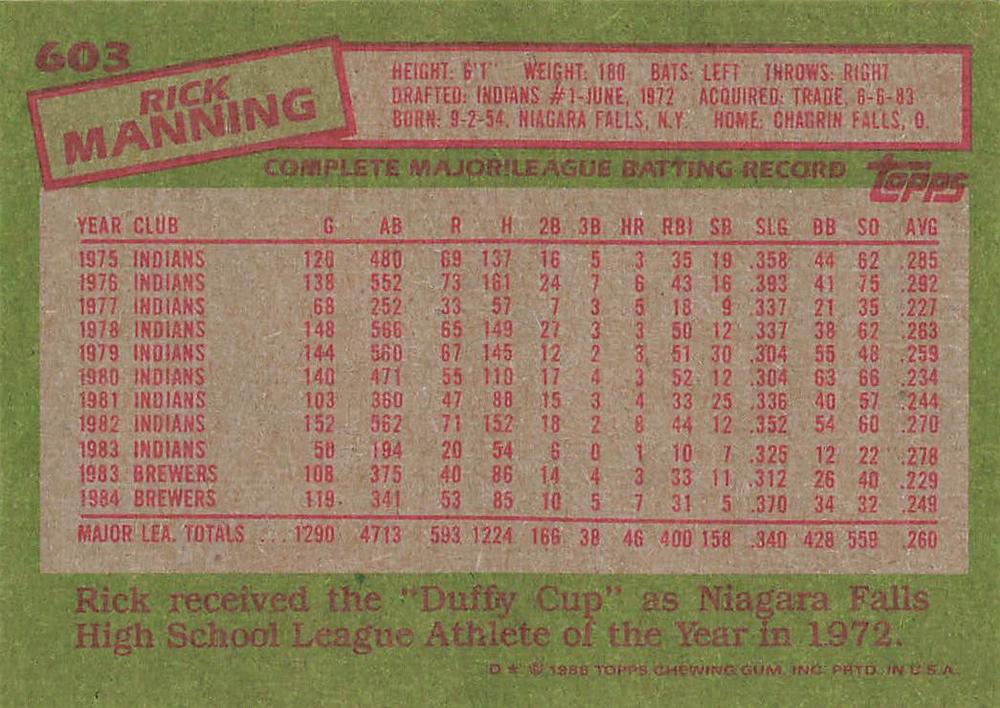 603
RICK
MANNING
HEIGHT: 6'1" WEIGHT: 180 BATS: LEFT THROWS: RIGHT
DRAFTED: INDIANS #1-JUNE, 1972 ACQUIRED: TRADE, 6-6-83
BORN: 9-2-54, NIAGARA FALLS, N.Y. HOME: CHAGRIN FALLS, O.
COMPLETE MAJOR LEAGUE BATTING RECORD
topps
YEAR CLUB G AB R H 2B 3B HR RBI SB SLG BB SO AVG
1975 INDIANS 120 480 69 137 16 5 3 35 19 .358 44 62 .285
1976 INDIANS 138 552 73 161 24 7 6 43 16 .393 41 75 .292
1977 INDIANS 68 252 33 57 7 3 5 18 9 .337 21 35 .227
1978 INDIANS 148 566 65 149 27 3 3 50 12 .337 38 62 .263
1979 INDIANS 144 560 67 145 12 2 3 51 30 .304 55 48 .259
1980 INDIANS 140 471 55 110 17 4 3 52 12 .304 63 66 .234
1981 INDIANS 103 360 47 88 15 3 4 33 25 .336 40 57 .244
1982 INDIANS 152 562 71 152 18 2 8 44 12 .352 54 60 .270
1983 INDIANS 50 194 20 54 6 0 1 10 7 .325 12 22 .278
1983 BREWERS 108 375 40 86 14 4 3 33 11 .312 26 40 .229
1984 BREWERS 119 341 53 85 10 5 7 31 5 .370 34 32 .249
MAJOR LEA. TOTALS ... 1290 4713 593 1224 166 38 46 400 158 .340 428 559 .260
Rick received the "Duffy Cup" as Niagara Falls
High School League Athlete of the Year in 1972.
D * © 1985 TOPPS CHEWING GUM, INC. PRTD. IN U.S.A.